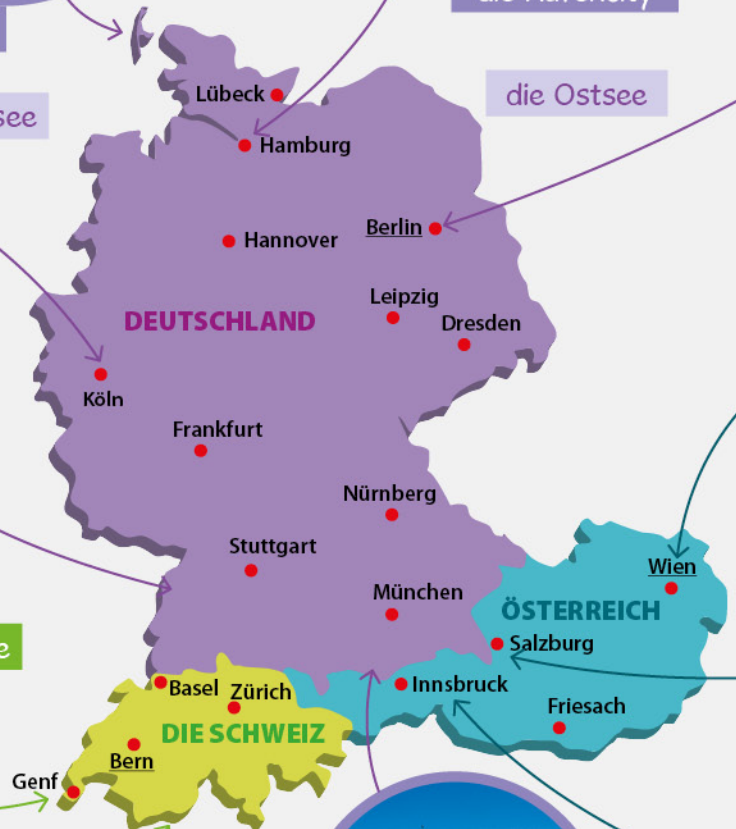 die Ostsee
see
Lübeck
Hamburg
Hannover
Berlin
Leipzig
DEUTSCHLAND
Dresden
Köln
Frankfurt
Nürnberg
Stuttgart
Wien
München
ÖSTERREICH
Salzburg
Basel
Zürich
Innsbruck
Friesach
DIE SCHWEIZ
Bern
Genf